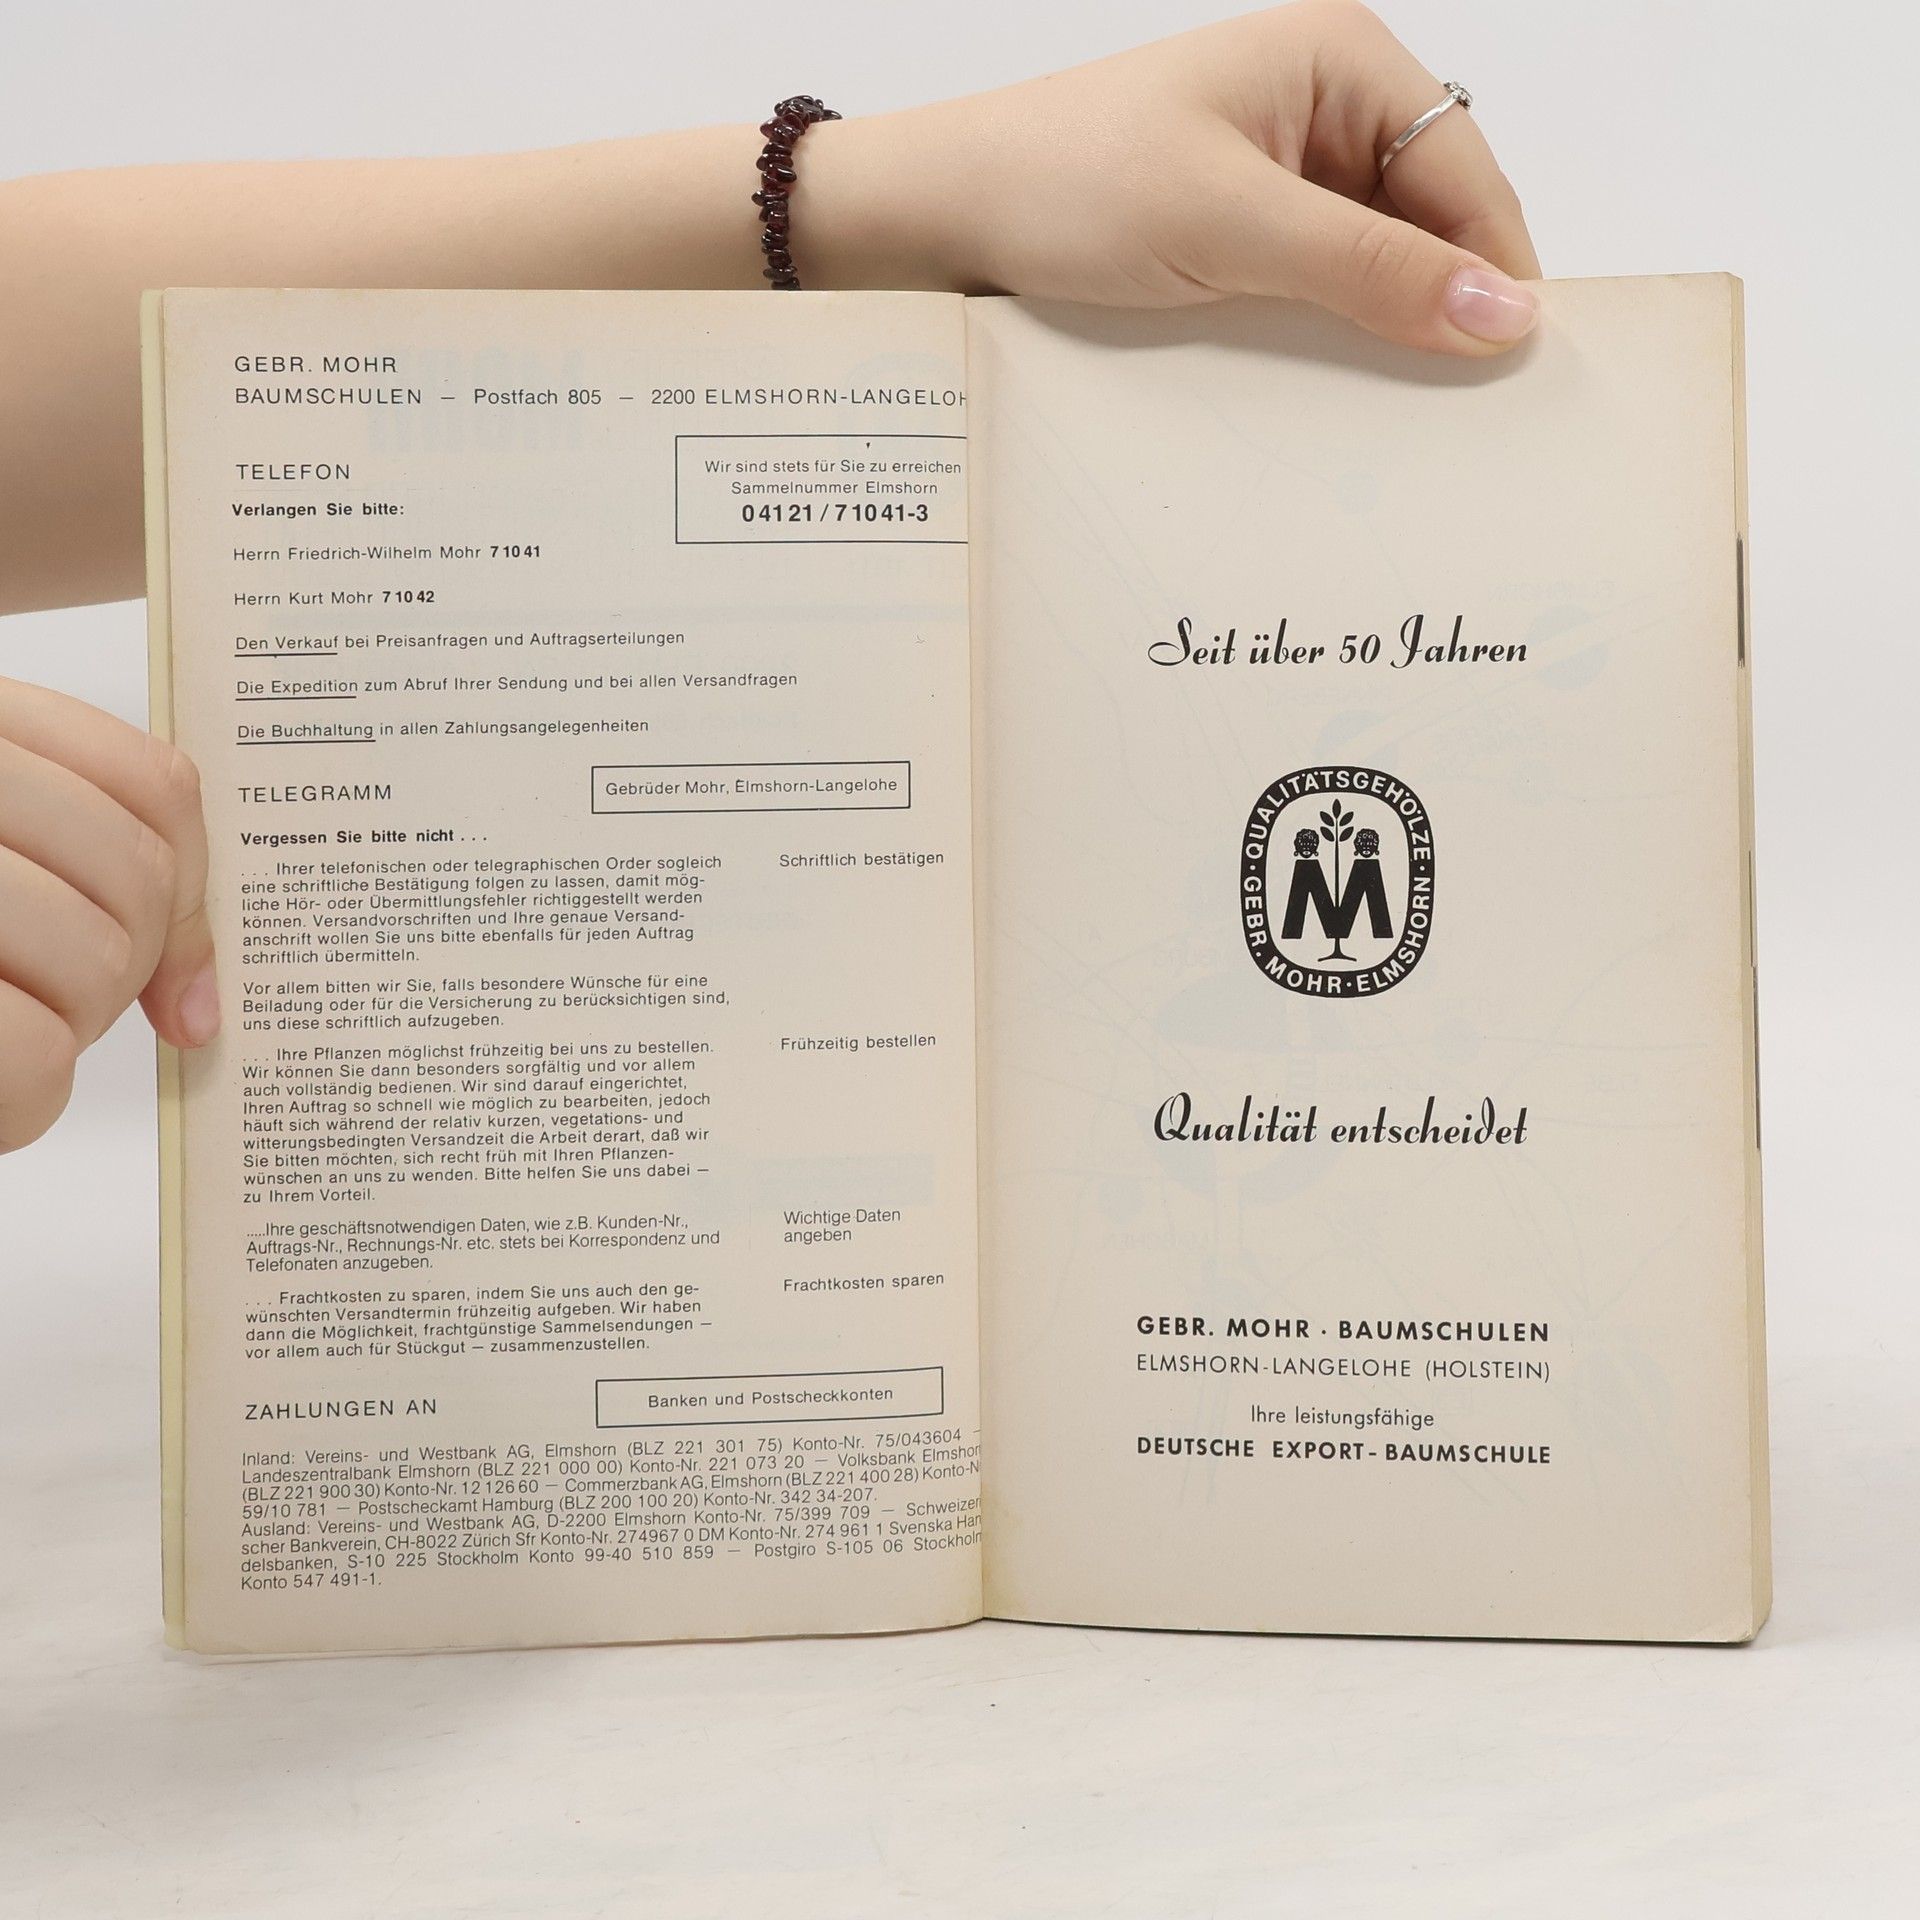 GEBR. MOHR
BAUMSCHULEN — Postfach 805 — 2200 ELMSHORN-LANGELOH
TELEFON
Wir sind stets für Sie zu erreichen
Sammelnummer Elmshorn
0 41 21 / 7 10 41-3
Verlangen Sie bitte:
Herrn Friedrich-Wilhelm Mohr 7 10 41
Herrn Kurt Mohr 7 10 42
Den Verkauf bei Preisanfragen und Auftragserteilungen
Die Expedition zum Abruf Ihrer Sendung und bei allen Versandfragen
Die Buchhaltung in allen Zahlungsangelegenheiten
TELEGRAMM
Gebrüder Mohr, Elmshorn-Langelohe
Vergessen Sie bitte nicht . . .
. . . Ihrer telefonischen oder telegraphischen Order sogleich
eine schriftliche Bestätigung folgen zu lassen, damit mög-
liche Hör- oder Übermittlungsfehler richtiggestellt werden
können. Versandvorschriften und Ihre genaue Versand-
anschrift wollen Sie uns bitte ebenfalls für jeden Auftrag
schriftlich übermitteln.
Schriftlich bestätigen
Vor allem bitten wir Sie, falls besondere Wünsche für eine
Beiladung oder für die Versicherung zu berücksichtigen sind,
uns diese schriftlich aufzugeben.
. . . Ihre Pflanzen möglichst frühzeitig bei uns zu bestellen.
Wir können Sie dann besonders sorgfältig und vor allem
auch vollständig bedienen. Wir sind darauf eingerichtet,
Ihren Auftrag so schnell wie möglich zu bearbeiten, jedoch
häuft sich während der relativ kurzen, vegetations- und
witterungsbedingten Versandzeit die Arbeit derart, daß wir
Sie bitten möchten, sich recht früh mit Ihren Pflanzen-
wünschen an uns zu wenden. Bitte helfen Sie uns dabei —
zu Ihrem Vorteil.
Frühzeitig bestellen
.....Ihre geschäftsnotwendigen Daten, wie z.B. Kunden-Nr.,
Auftrags-Nr., Rechnungs-Nr. etc. stets bei Korrespondenz und
Telefonaten anzugeben.
Wichtige Daten
angeben
. . . Frachtkosten zu sparen, indem Sie uns auch den ge-
wünschten Versandtermin frühzeitig aufgeben. Wir haben
dann die Möglichkeit, frachtgünstige Sammelsendungen —
vor allem auch für Stückgut — zusammenzustellen.
Frachtkosten sparen
ZAHLUNGEN AN
Banken und Postscheckkonten
Inland: Vereins- und Westbank AG, Elmshorn (BLZ 221 301 75) Konto-Nr. 75/043604 —
Landeszentralbank Elmshorn (BLZ 221 000 00) Konto-Nr. 221 073 20 — Volksbank Elmshor
(BLZ 221 900 30) Konto-Nr. 12 126 60 — Commerzbank AG, Elmshorn (BLZ 221 400 28) Konto-N
59/10 781 — Postscheckamt Hamburg (BLZ 200 100 20) Konto-Nr. 342 34-207.
Ausland: Vereins- und Westbank AG, D-2200 Elmshorn Konto-Nr. 75/399 709 — Schweizer
scher Bankverein, CH-8022 Zürich Sfr Konto-Nr. 274967 0 DM Konto-Nr. 274 961 1 Svenska Han
delsbanken, S-10 225 Stockholm Konto 99-40 510 859 — Postgiro S-105 06 Stockholm
Konto 547 491-1.
Seit über 50 Jahren
·QUALITÄTSGEHÖLZE·
GEBR. MOHR·ELMSHORN
M
Qualität entscheidet
GEBR. MOHR · BAUMSCHULEN
ELMSHORN-LANGELOHE (HOLSTEIN)
Ihre leistungsfähige
DEUTSCHE EXPORT-BAUMSCHULE